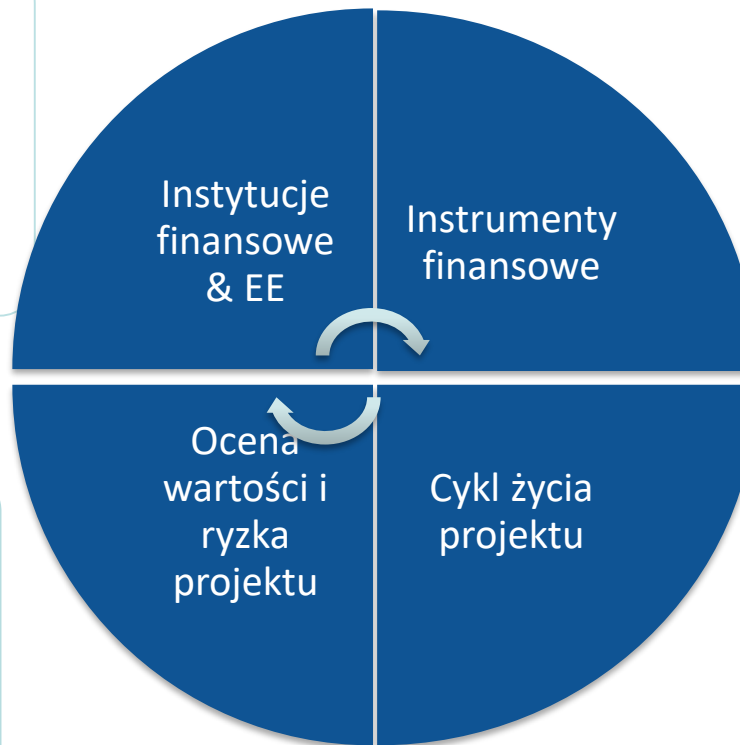 Instytucje
finansowe
& EE
Instrumenty
finansowe
Ocena
wartości i
ryzka
projektu
Cykl życia
projektu